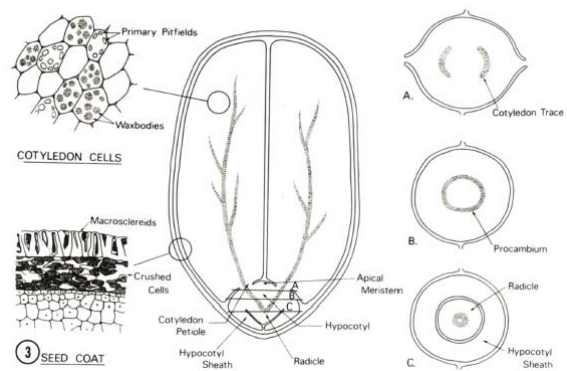 Primary Pitfields
Waxbodies
COTYLEDON CELLS
Macrosclereids
Crushed
Cells
3 SEED COAT
A
B
C
Apical
Meristem
Cotyledon
Petiole
Hypocotyl
Hypocotyl
Sheath
Radicle
A.
Cotyledon Trace
B.
Procambium
Radicle
Hypocotyl
Sheath
C.